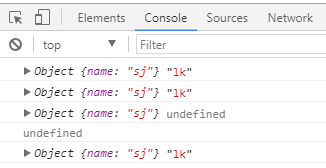 Elements Console Sources Network
top Filter
▶ Object {name: "sj"} "lk"
▶ Object {name: "sj"} "lk"
▶ Object {name: "sj"} undefined
undefined
▶ Object {name: "sj"} "lk"